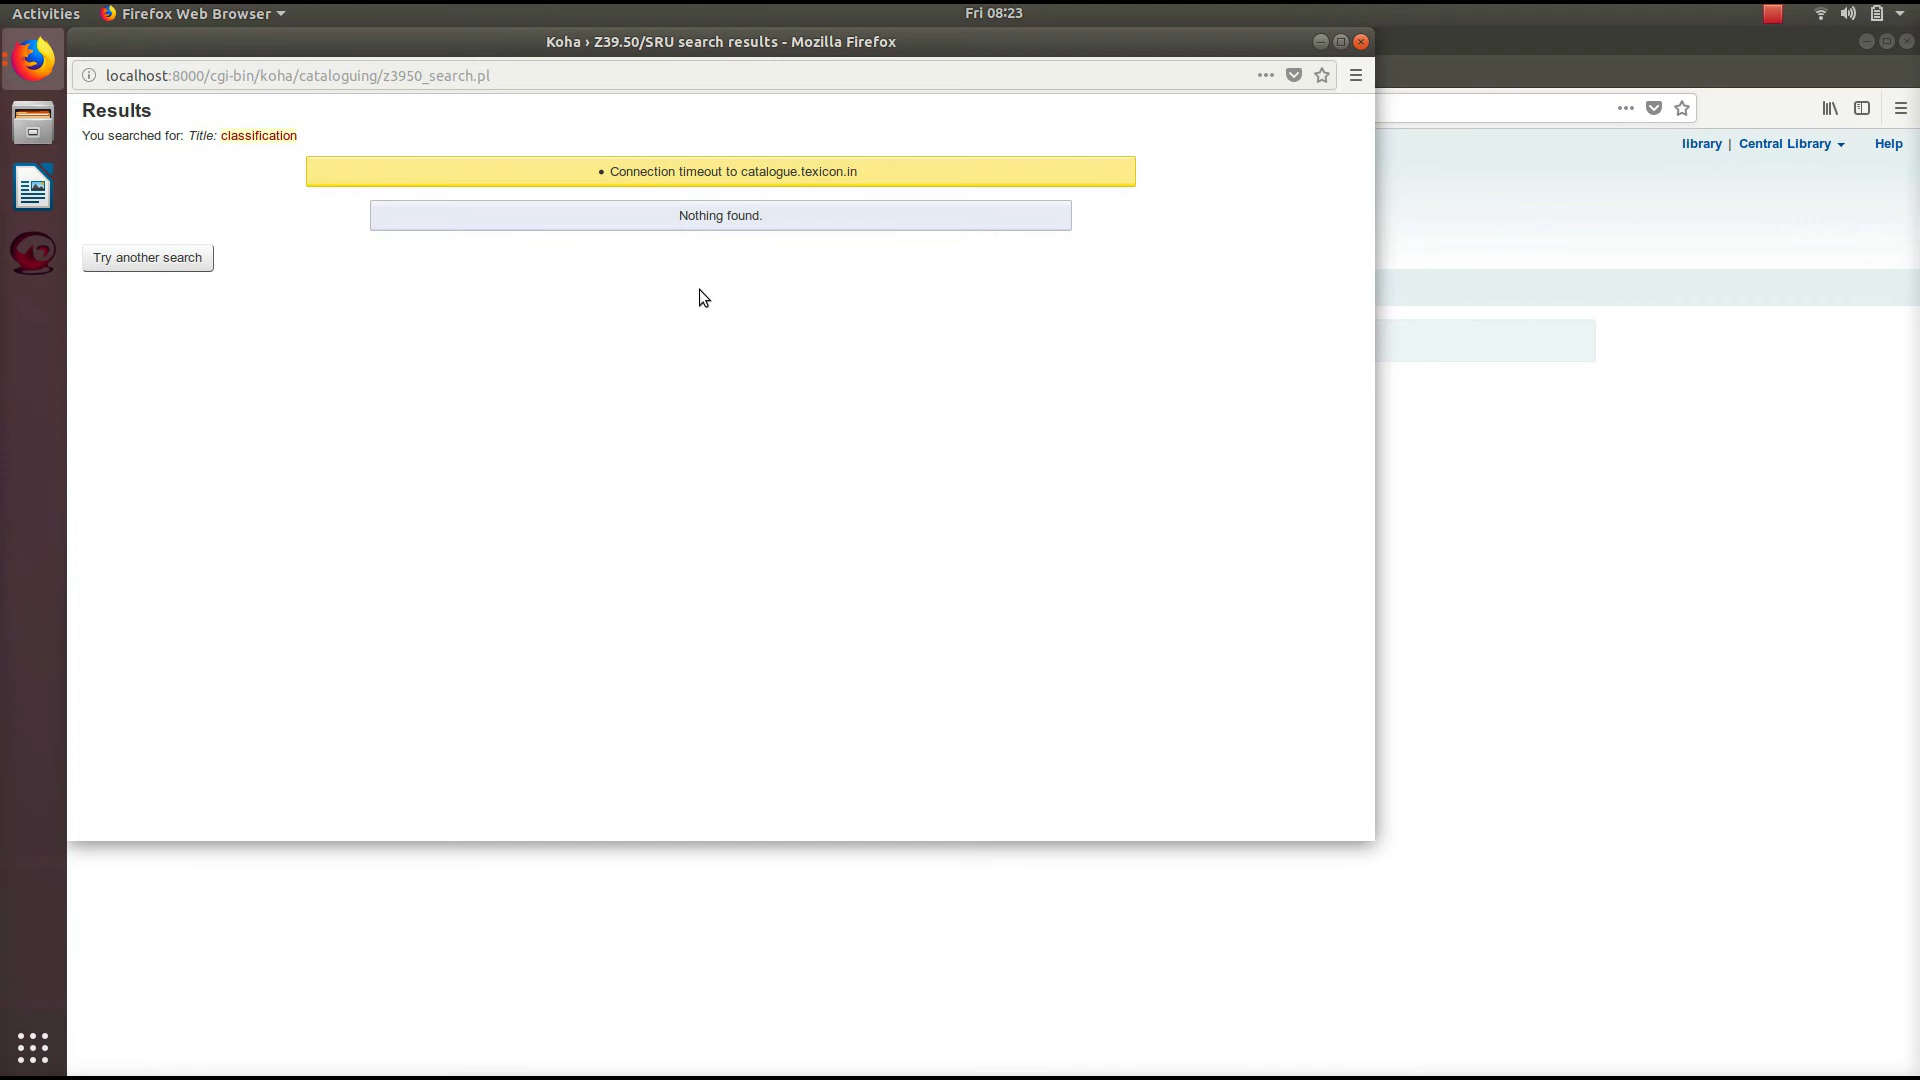 Activities
Firefox Web Browser
Fri 08:23
Koha › Z39.50/SRU search results - Mozilla Firefox
localhost:8000/cgi-bin/koha/cataloguing/z3950_search.pl
library | Central Library
Help
Results
You searched for: Title: classification
• Connection timeout to catalogue.texicon.in
Nothing found.
Try another search